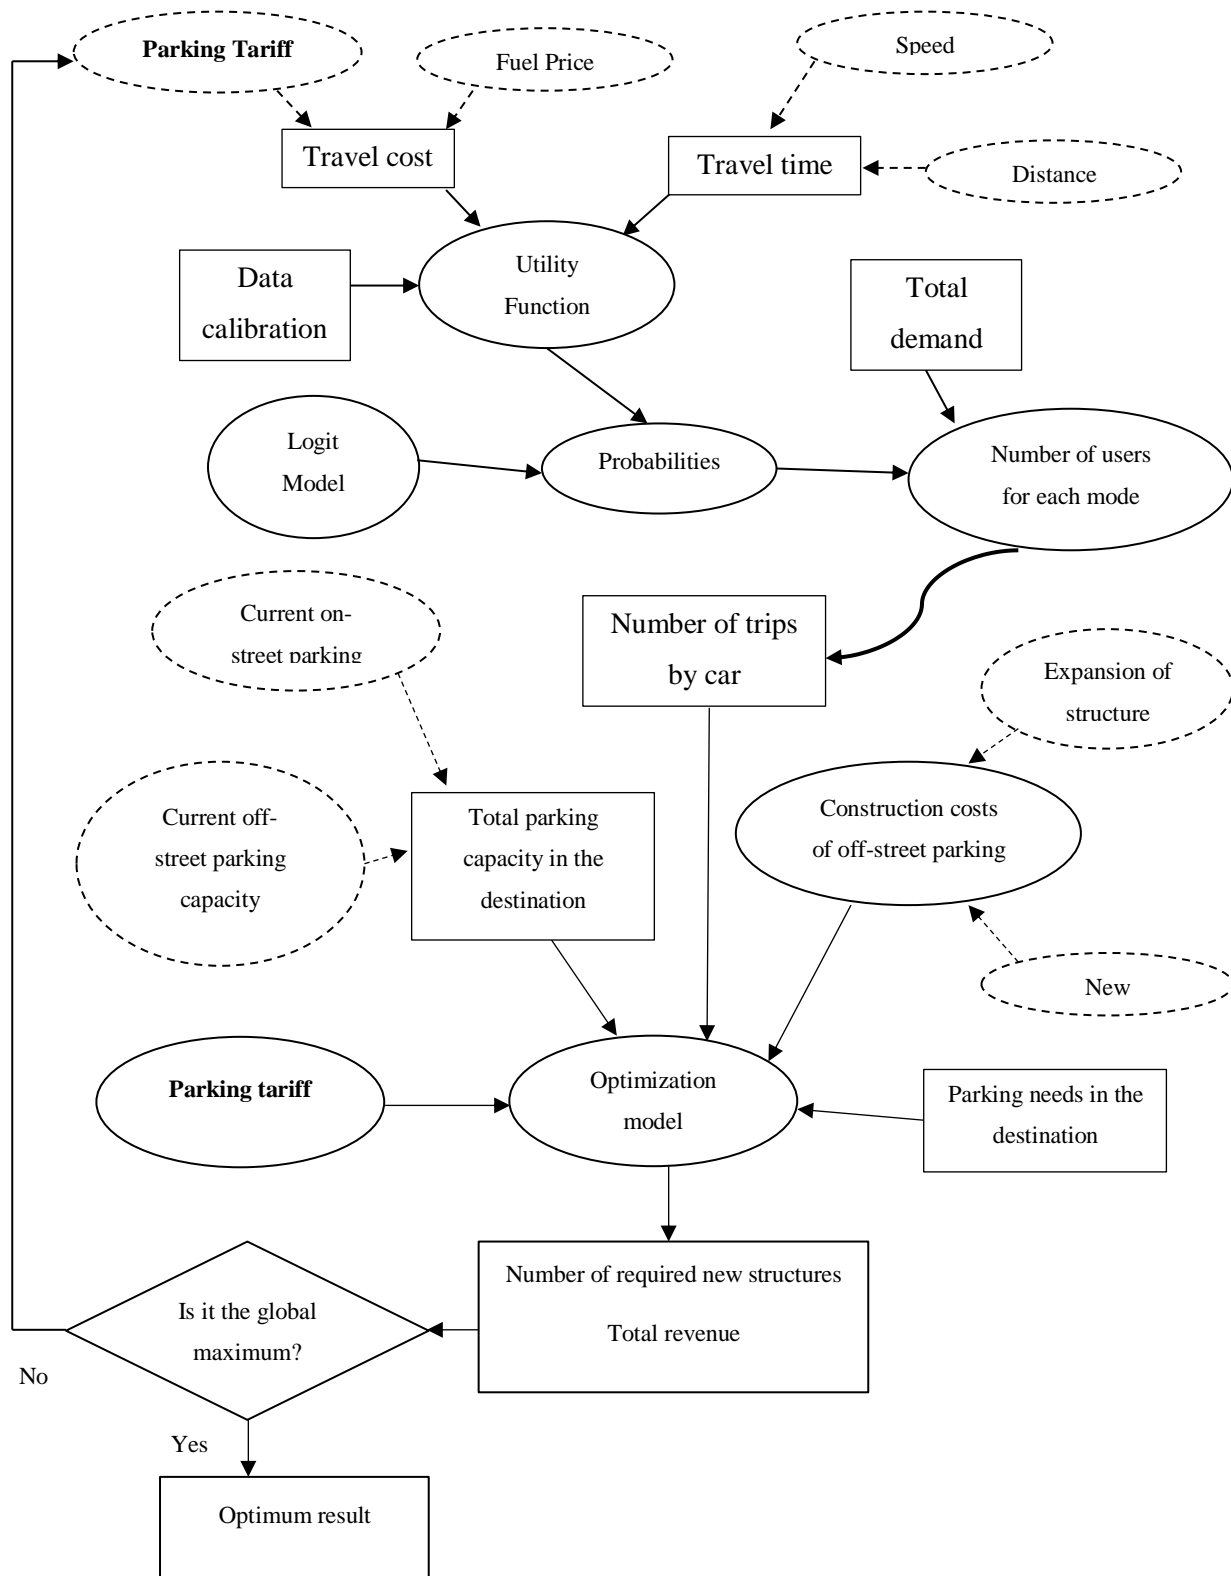 Parking Tariff
Fuel Price
Speed
Travel cost
Travel time
Distance
Data
calibration
Utility
Function
Total
demand
Logit
Model
Probabilities
Number of users
for each mode
Current on-
street parking
Number of trips
by car
Expansion of
structure
Current off-
street parking
capacity
Total parking
capacity in the
destination
Construction costs
of off-street parking
New
Parking tariff
Optimization
model
Parking needs in the
destination
Number of required new structures
Total revenue
Is it the global
maximum?
No
Yes
Optimum result